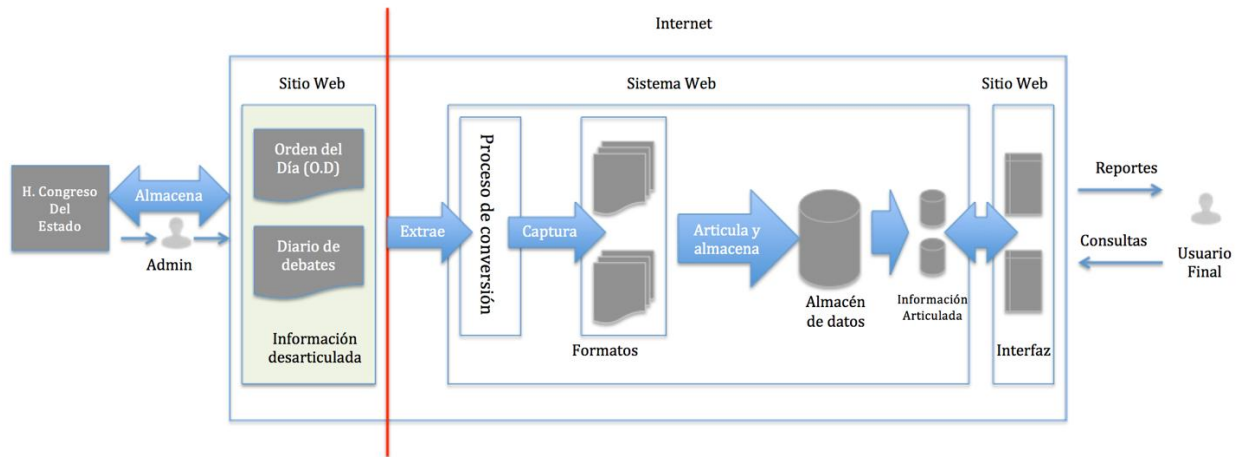 Internet
Sitio Web
Sistema Web
Sitio Web
H. Congreso
Del
Estado
Almacena
Admin
Orden del
Día (O.D)
Diario de
debates
Información
desarticulada
Extrae
Proceso de conversión
Captura
Formatos
Articula y
almacena
Almacén
de datos
Información
Articulada
Interfaz
Reportes
Consultas
Usuario
Final